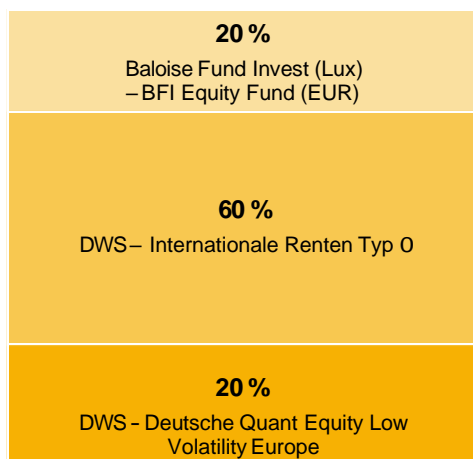 20 %
Baloise Fund Invest (Lux)
– BFI Equity Fund (EUR)
60 %
DWS – Internationale Renten Typ O
20 %
DWS - Deutsche Quant Equity Low
Volatility Europe